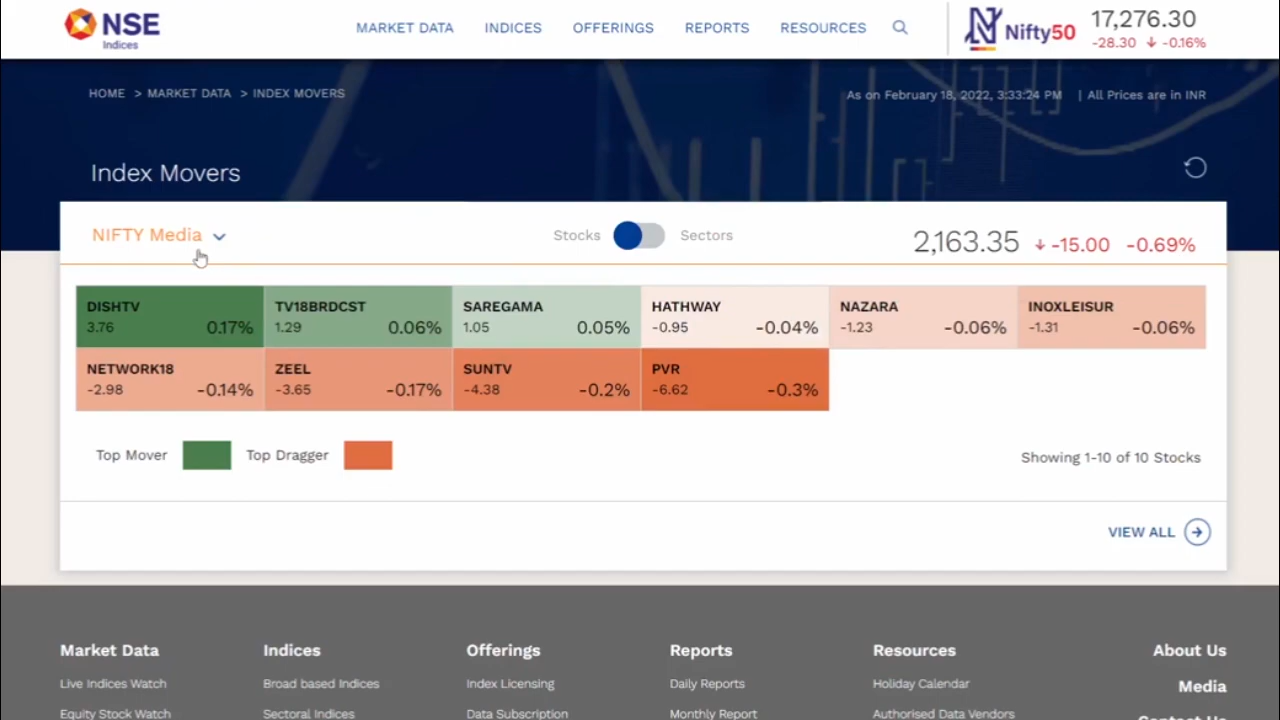 NSE
Indices
MARKET DATA INDICES OFFERINGS REPORTS RESOURCES
Nifty50
17,276.30
-28.30 ↓ -0.16%
HOME > MARKET DATA > INDEX MOVERS
As on February 18, 2022, 3:33:24 PM | All Prices are in INR
Index Movers
NIFTY Media
Stocks Sectors
2,163.35 ↓ -15.00 -0.69%
DISHTV TV18BRDCST SAREGAMA HATHWAY NAZARA INOXLEISUR
3.76 0.17% 1.29 0.06% 1.05 0.05% -0.95 -0.04% -1.23 -0.06% -1.31 -0.06%
NETWORK18 ZEEL SUNTV PVR
-2.98 -0.14% -3.65 -0.17% -4.38 -0.2% -6.62 -0.3%
Top Mover Top Dragger
Showing 1-10 of 10 Stocks
VIEW ALL
Market Data Indices Offerings Reports Resources About Us
Live Indices Watch Broad based Indices Index Licensing Daily Reports Holiday Calendar Media
Equity Stock Watch Sectoral Indices Data Subscription Monthly Report Authorised Data Vendors Contact Us